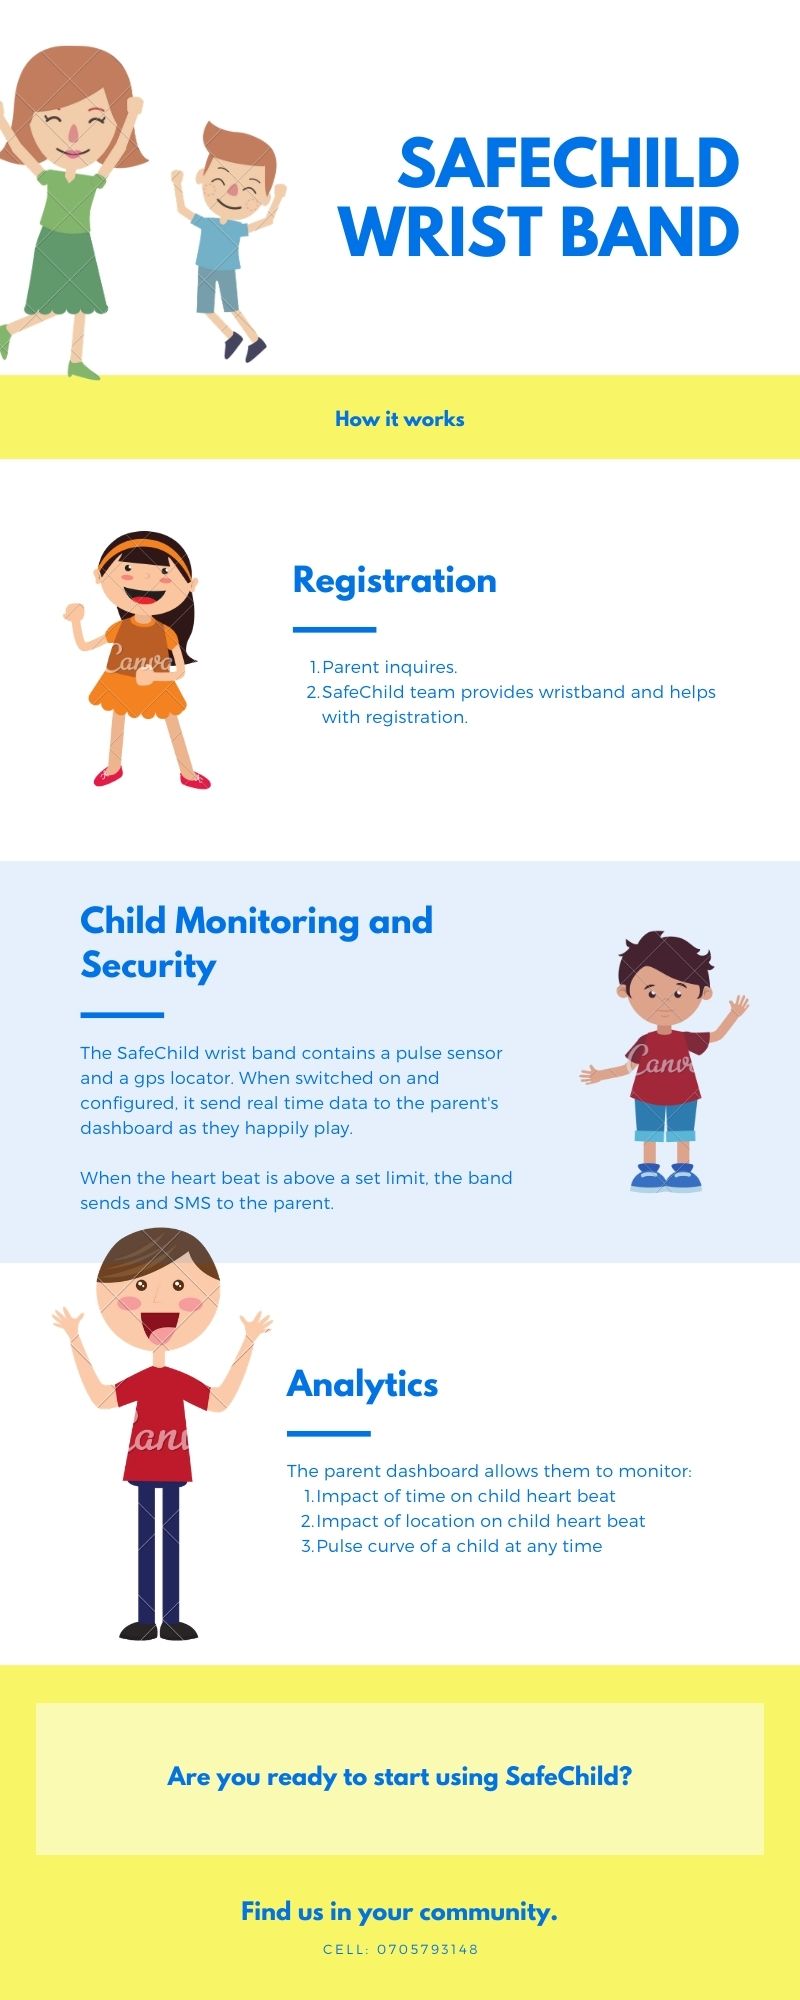 SAFECHILD
WRIST BAND
How it works
Registration
1. Parent inquires.
2. SafeChild team provides wristband and helps
with registration.
Canva
Child Monitoring and
Security
The SafeChild wrist band contains a pulse sensor
and a gps locator. When switched on and
configured, it send real time data to the parent's
dashboard as they happily play.
When the heart beat is above a set limit, the band
sends and SMS to the parent.
Canv
Analytics
The parent dashboard allows them to monitor:
1. Impact of time on child heart beat
2. Impact of location on child heart beat
3. Pulse curve of a child at any time
Are you ready to start using SafeChild?
Find us in your community.
CELL: 0705793148